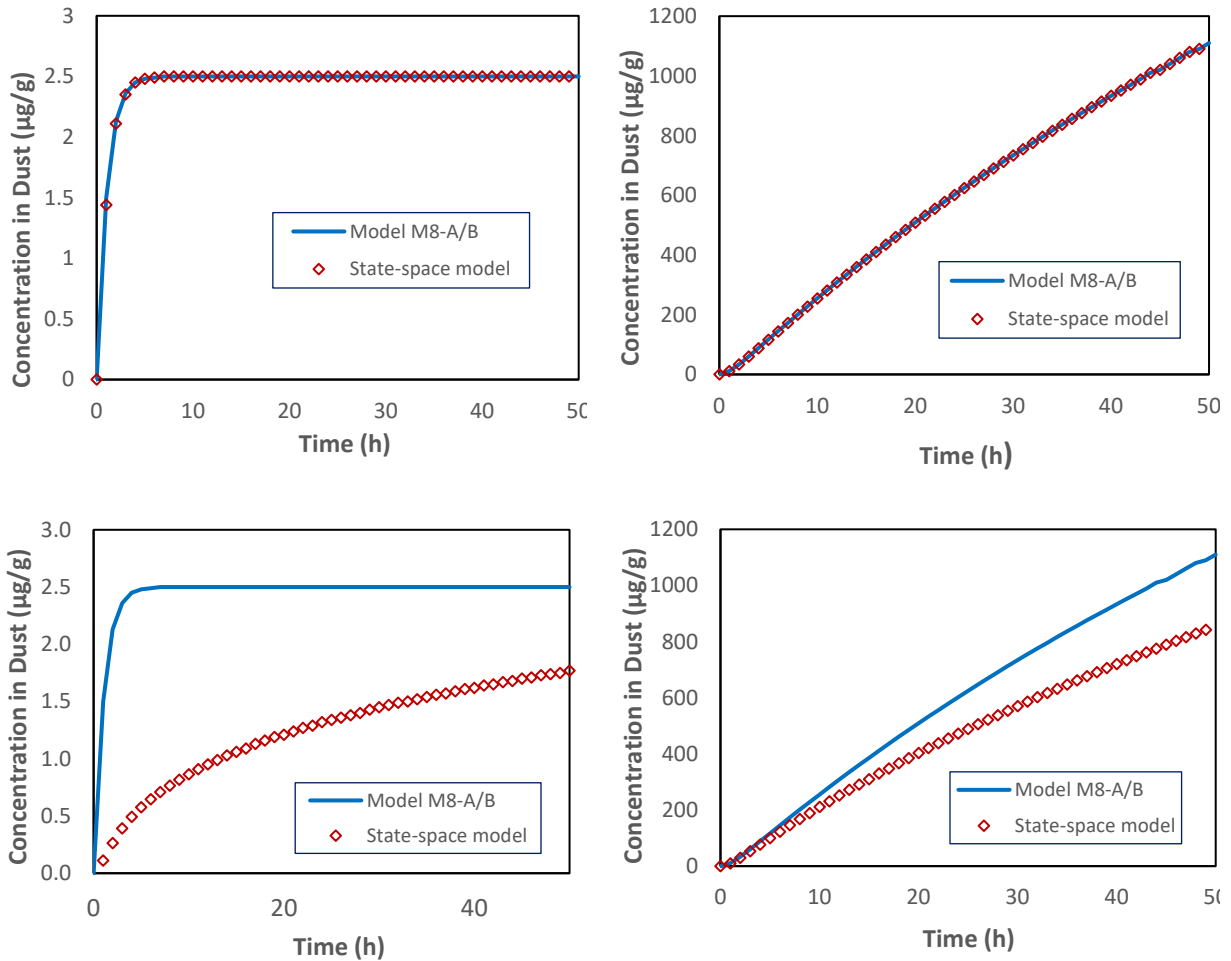 Concentration in Dust (µg/g)
3
2.5
2
1.5
1
0.5
0
Model M8-A/B
State-space model
0 10 20 30 40 50
Time (h)
Concentration in Dust (µg/g)
1200
1000
800
600
400
200
0
Model M8-A/B
State-space model
0 10 20 30 40 50
Time (h)
Concentration in Dust (µg/g)
3.0
2.5
2.0
1.5
1.0
0.5
0.0
Model M8-A/B
State-space model
0 20 40
Time (h)
Concentration in Dust (µg/g)
1200
1000
800
600
400
200
0
Model M8-A/B
State-space model
0 10 20 30 40 50
Time (h)